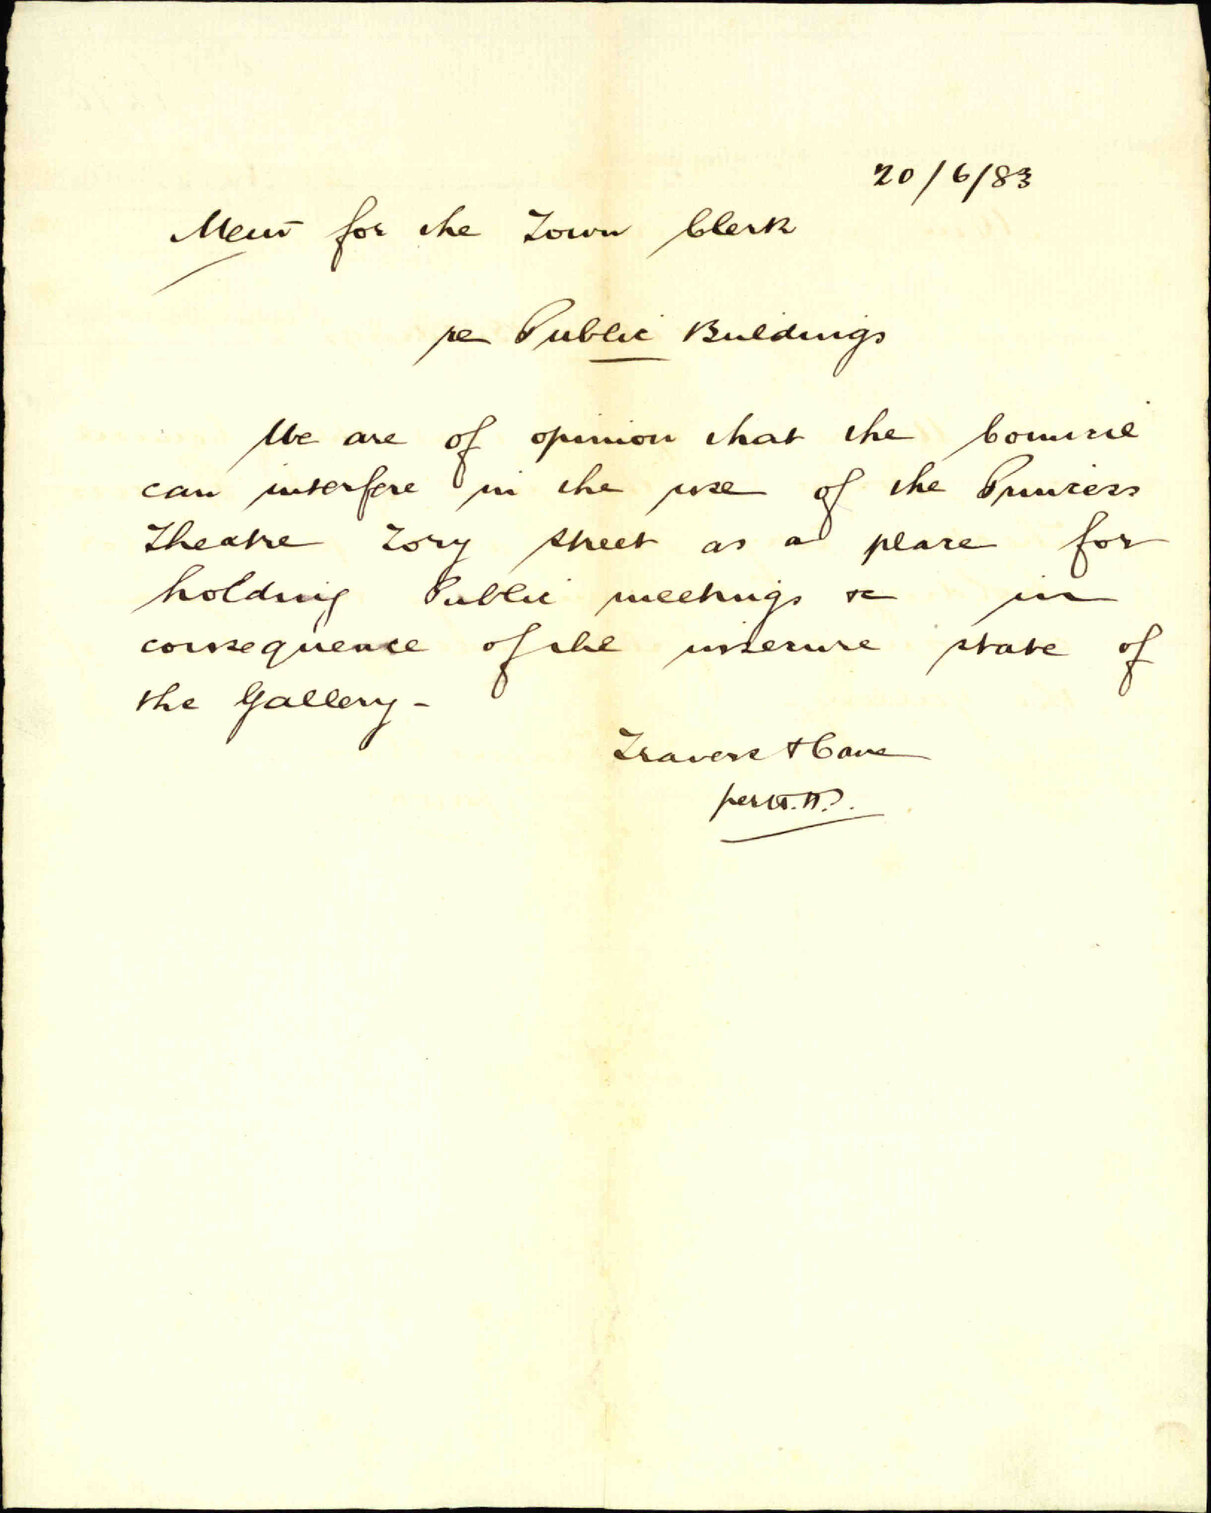 20/6/83
Mem for the Town Clerk
re Public Buildings
We are of opinion that the Council
can interfere in the use of the Princess
Theatre Tory street as a place for
holding Public meetings &c in
consequence of the insecure state of
the Gallery -
Travers & Cave
per